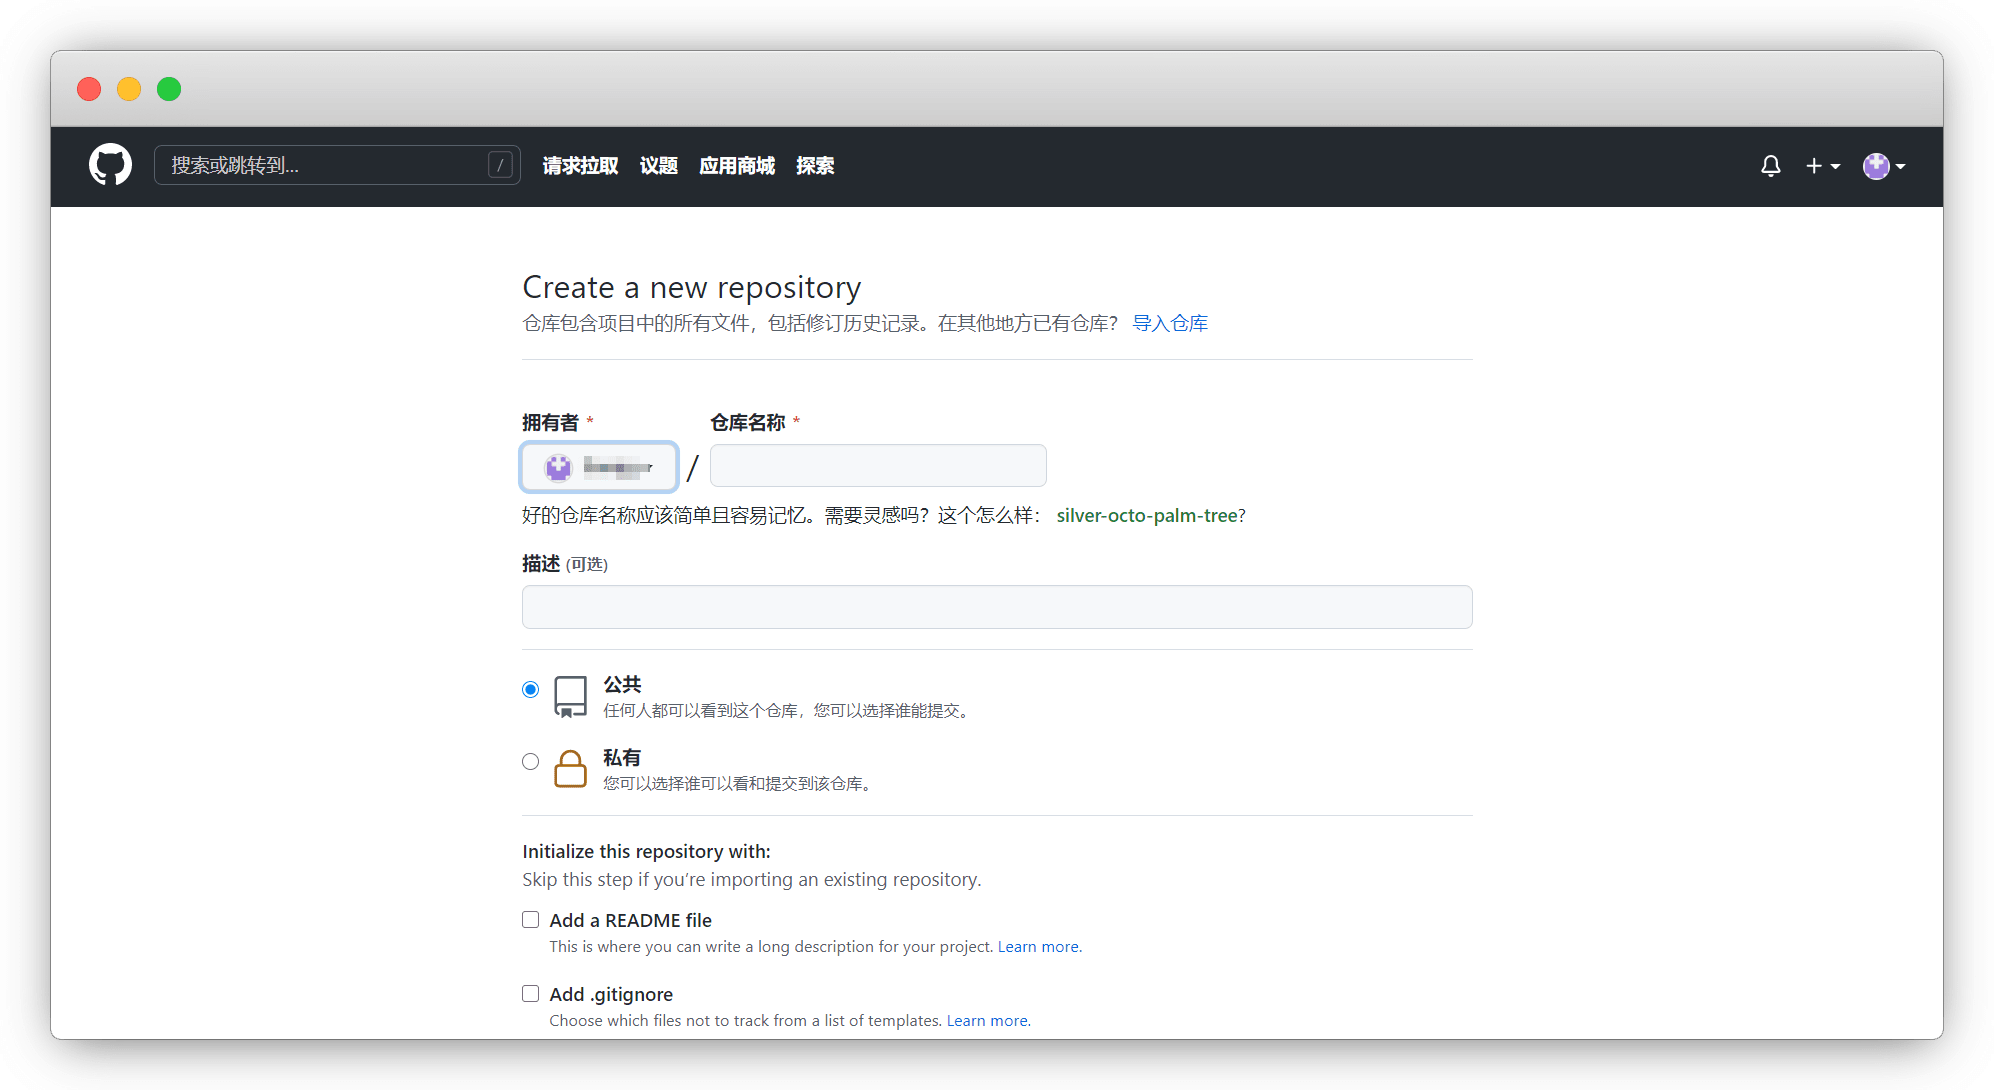 搜索或跳转到... / 请求拉取 议题 应用商城 探索
Create a new repository
仓库包含项目中的所有文件，包括修订历史记录。在其他地方已有仓库？ 导入仓库
拥有者 * 仓库名称 *
/
好的仓库名称应该简单且容易记忆。需要灵感吗？这个怎么样： silver-octo-palm-tree?
描述 (可选)
公共
任何人都可以看到这个仓库，您可以选择谁能提交。
私有
您可以选择谁可以看和提交到该仓库。
Initialize this repository with:
Skip this step if you’re importing an existing repository.
Add a README file
This is where you can write a long description for your project. Learn more.
Add .gitignore
Choose which files not to track from a list of templates. Learn more.